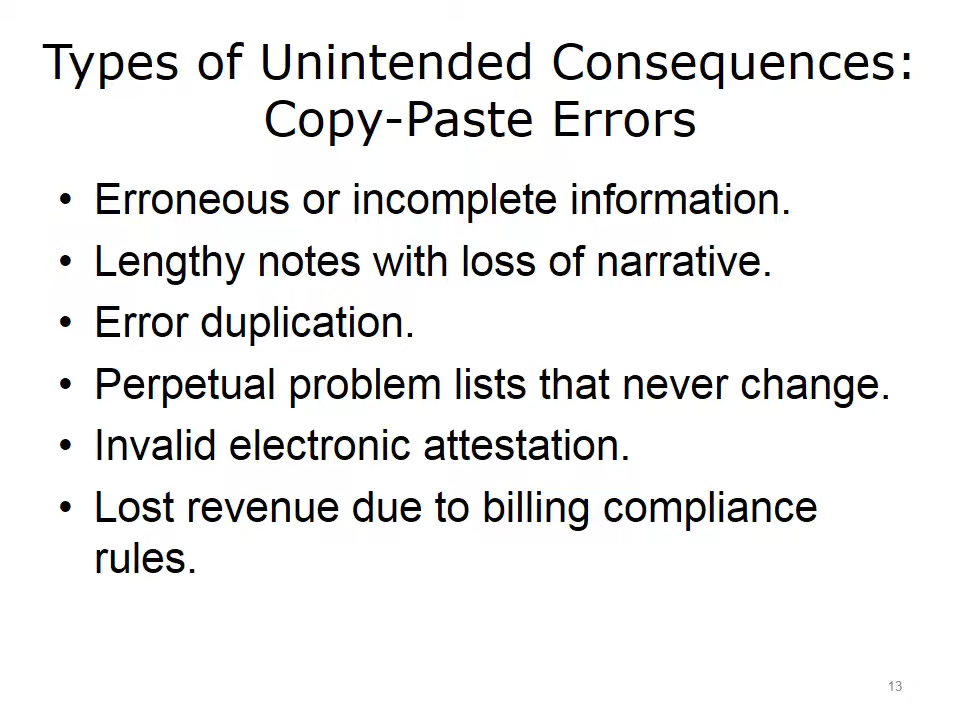 Types of Unintended Consequences:
Copy-Paste Errors
• Erroneous or incomplete information.
• Lengthy notes with loss of narrative.
• Error duplication.
• Perpetual problem lists that never change.
• Invalid electronic attestation.
• Lost revenue due to billing compliance
rules.
13